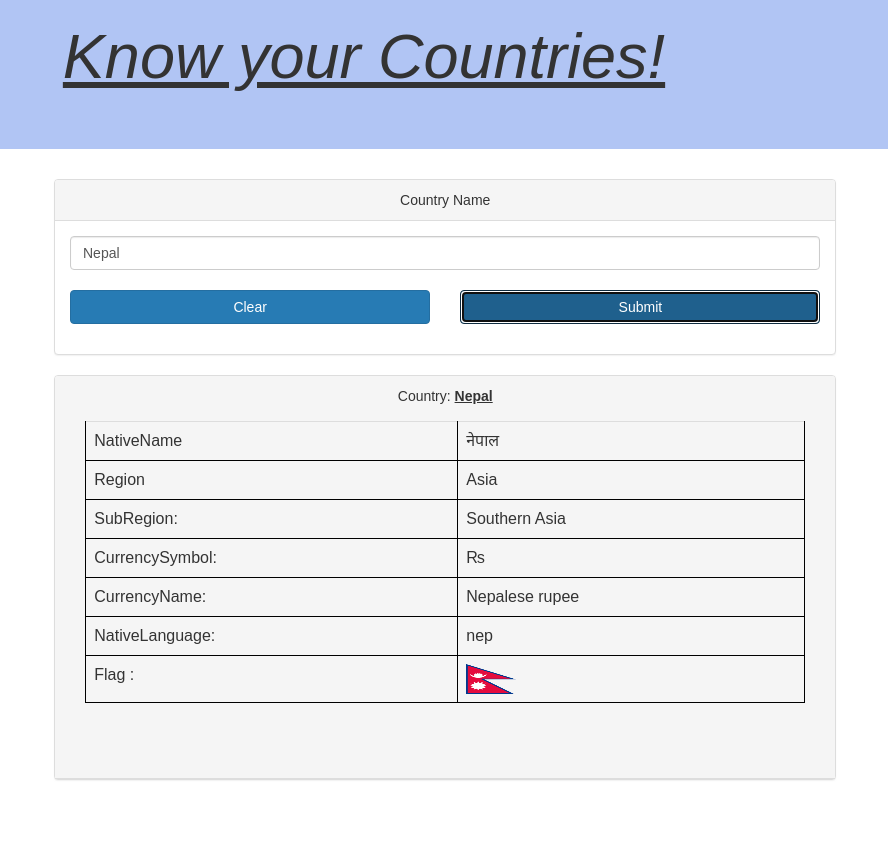 Know your Countries!
Country Name
Nepal
Clear Submit
Country: Nepal
NativeName नेपाल
Region Asia
SubRegion: Southern Asia
CurrencySymbol: ₨
CurrencyName: Nepalese rupee
NativeLanguage: nep
Flag :